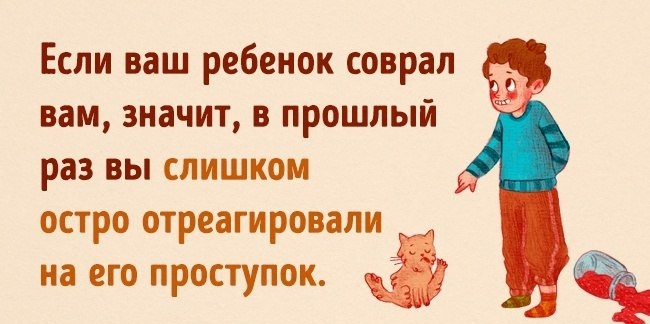 Если ваш ребенок соврал
вам, значит, в прошлый
раз вы слишком
остро отреагировали
на его проступок.